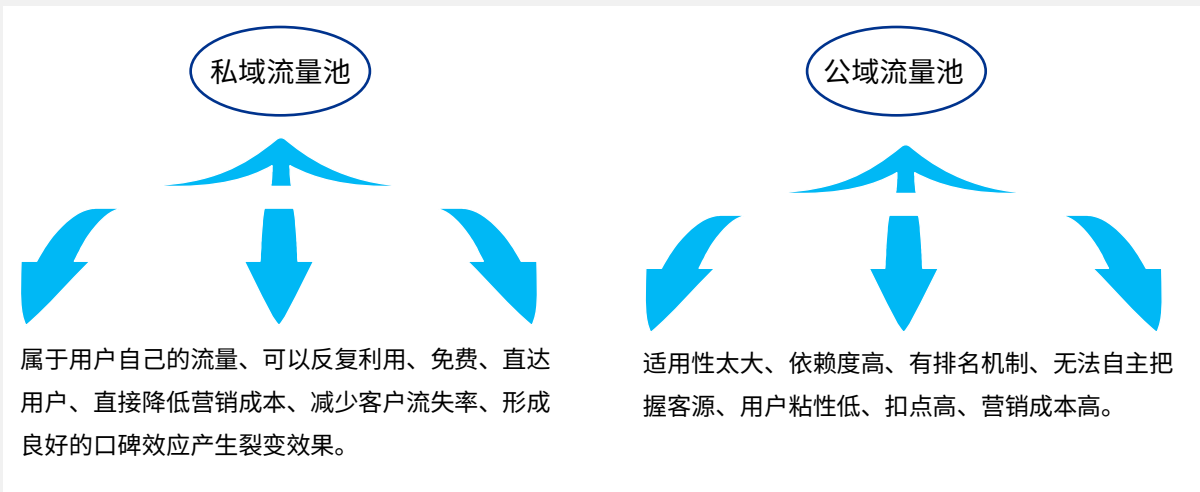 私域流量池
属于用户自己的流量、可以反复利用、免费、直达
用户、直接降低营销成本、减少客户流失率、形成
良好的口碑效应产生裂变效果。
公域流量池
适用性太大、依赖度高、有排名机制、无法自主把
握客源、用户粘性低、扣点高、营销成本高。